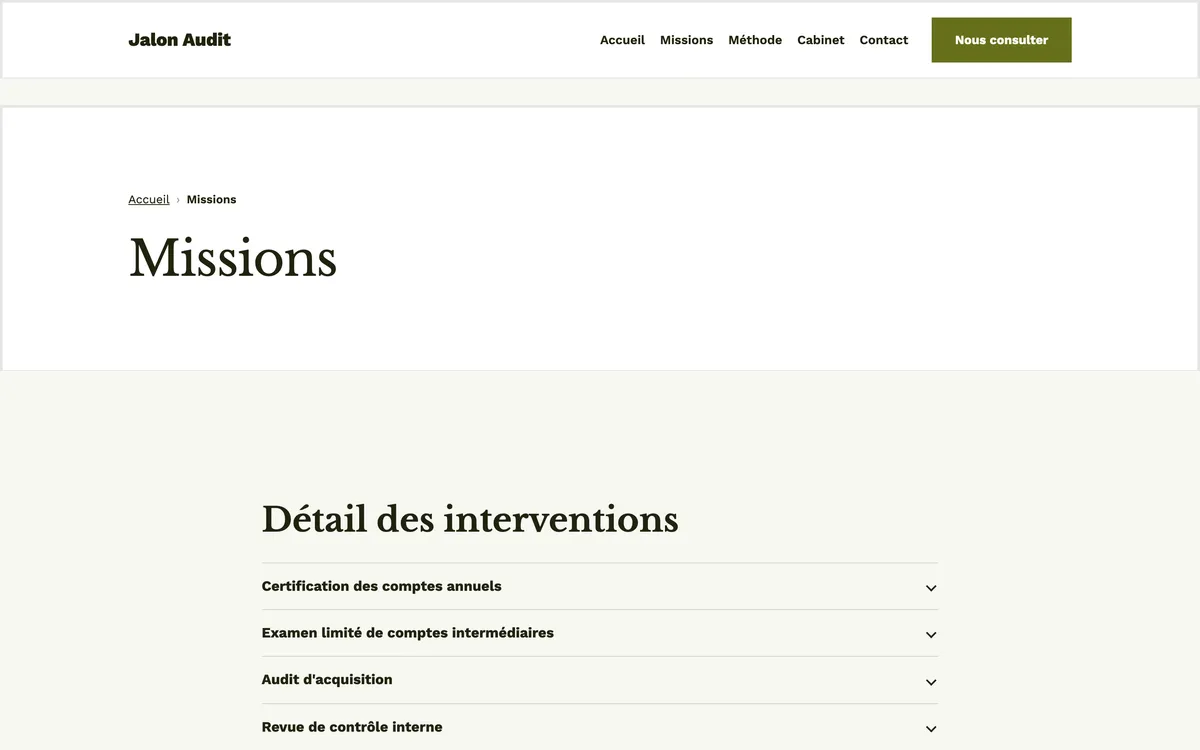 Jalon Audit
Accueil Missions Méthode Cabinet Contact Nous consulter
Accueil › Missions
Missions
Détail des interventions
Certification des comptes annuels
Examen limité de comptes intermédiaires
Audit d'acquisition
Revue de contrôle interne